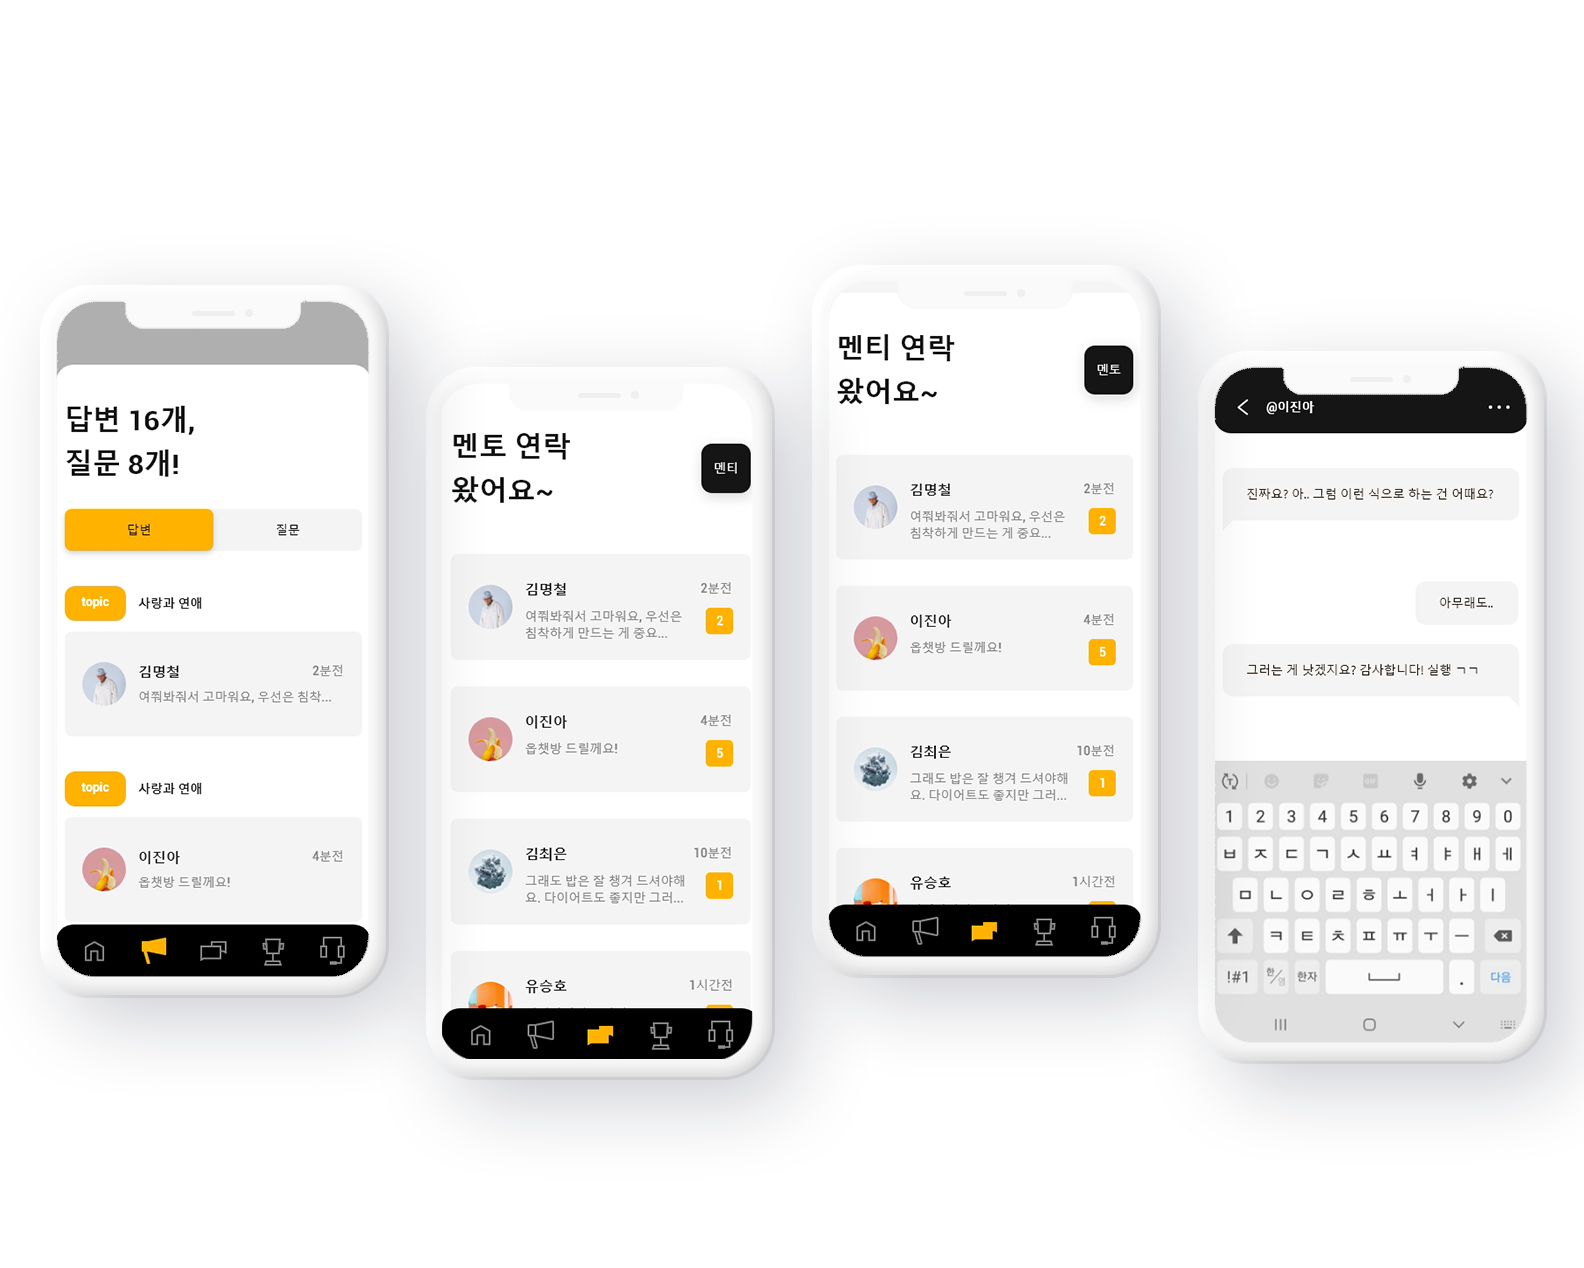 답변 16개,
질문 8개!
답변
질문
topic
사랑과 연애
김명철
2분전
여쭤봐줘서 고마워요, 우선은 침착...
topic
사랑과 연애
이진아
4분전
옵챗방 드릴께요!
멘토 연락
왔어요~
멘티
김명철
2분전
여쭤봐줘서 고마워요, 우선은
침착하게 만드는 게 중요...
2
이진아
4분전
옵챗방 드릴께요!
5
김최은
10분전
그래도 밥은 잘 챙겨 드셔야해
요. 다이어트도 좋지만 그러...
1
유승호
1시간전
멘티 연락
왔어요~
멘토
김명철
2분전
여쭤봐줘서 고마워요, 우선은
침착하게 만드는 게 중요...
2
이진아
4분전
옵챗방 드릴께요!
5
김최은
10분전
그래도 밥은 잘 챙겨 드셔야해
요. 다이어트도 좋지만 그러...
1
유승호
1시간전
@이진아
진짜요? 아.. 그럼 이런 식으로 하는 건 어때요?
아무래도..
그러는 게 낫겠지요? 감사합니다! 실행 ㄱㄱ
GIF
1 2 3 4 5 6 7 8 9 0
ㅂ ㅈ ㄷ ㄱ ㅅ ㅛ ㅕ ㅑ ㅐ ㅔ
ㅁ ㄴ ㅇ ㄹ ㅎ ㅗ ㅓ ㅏ ㅣ
ㅋ ㅌ ㅊ ㅍ ㅠ ㅜ ㅡ
!#1 한/영 한자 . 다음